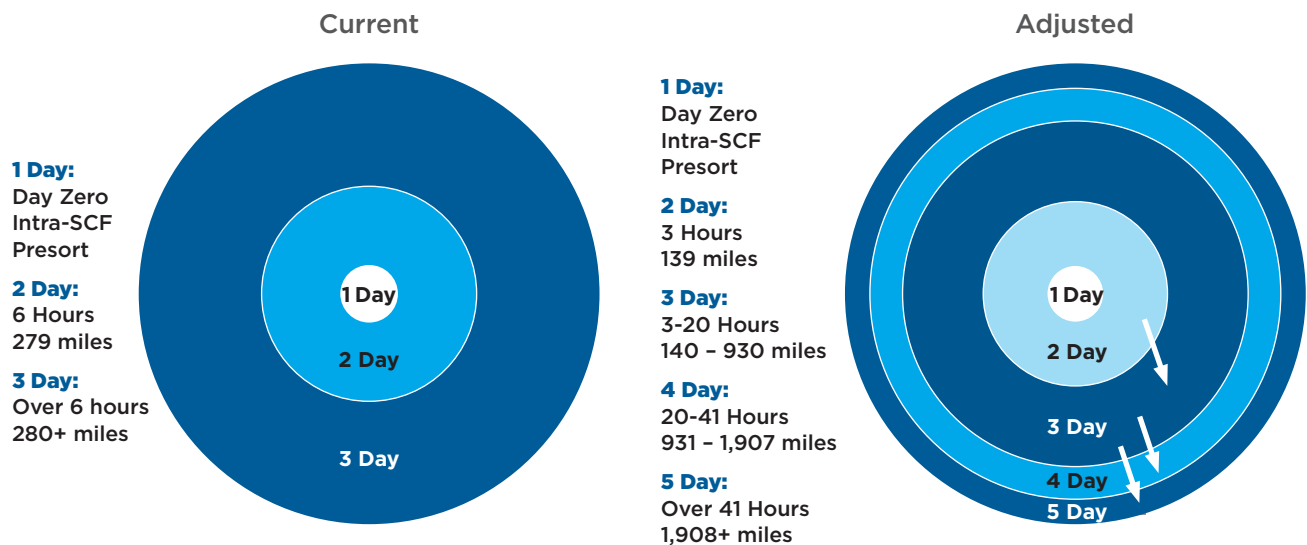 Current
1 Day:
Day Zero
Intra-SCF
Presort
2 Day:
6 Hours
279 miles
3 Day:
Over 6 hours
280+ miles
1 Day
2 Day
3 Day
Adjusted
1 Day:
Day Zero
Intra-SCF
Presort
2 Day:
3 Hours
139 miles
3 Day:
3-20 Hours
140 – 930 miles
4 Day:
20-41 Hours
931 – 1,907 miles
5 Day:
Over 41 Hours
1,908+ miles
1 Day
2 Day
3 Day
4 Day
5 Day